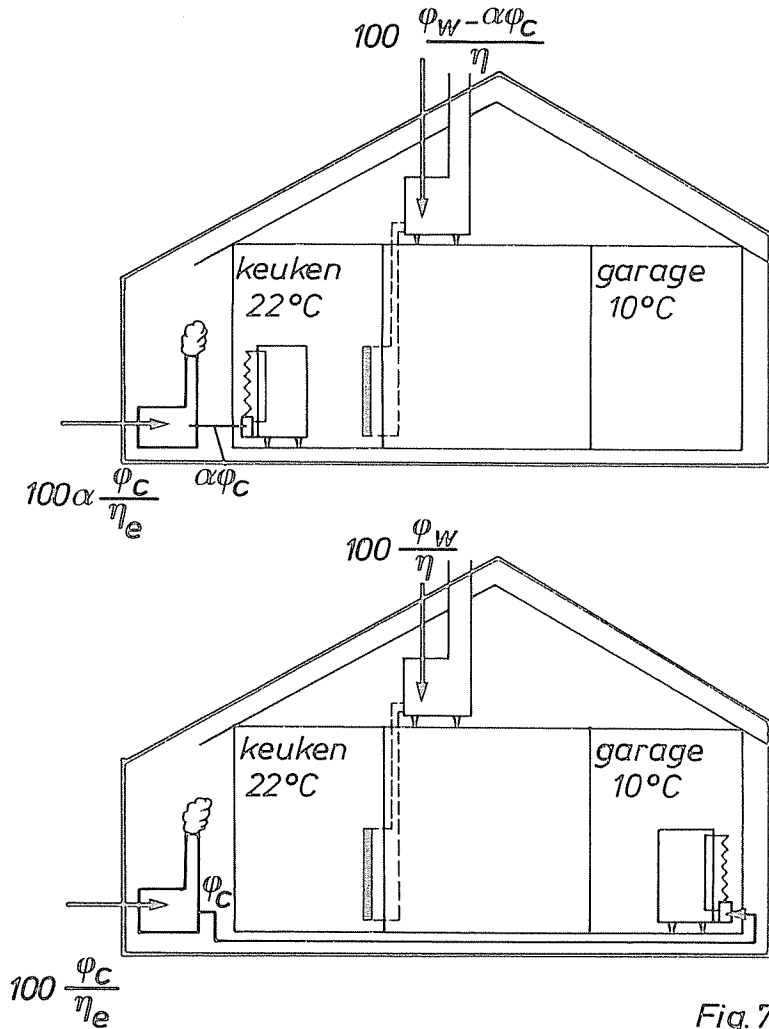 100 φw - αφc / η
keuken
22°C
garage
10°C
100α φc / ηe
αφc
100 φw / η
keuken
22°C
garage
10°C
φc
100 φc / ηe
Fig. 7